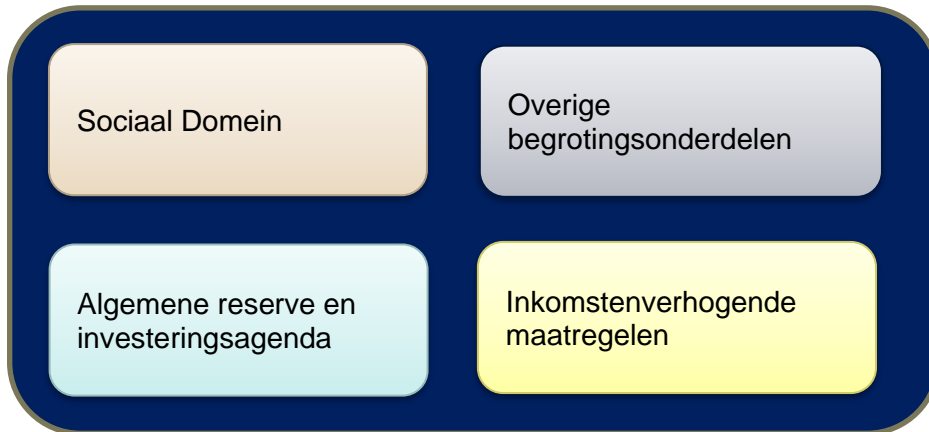 Sociaal Domein
Overige
begrotingsonderdelen
Algemene reserve en
investeringsagenda
Inkomstenverhogende
maatregelen